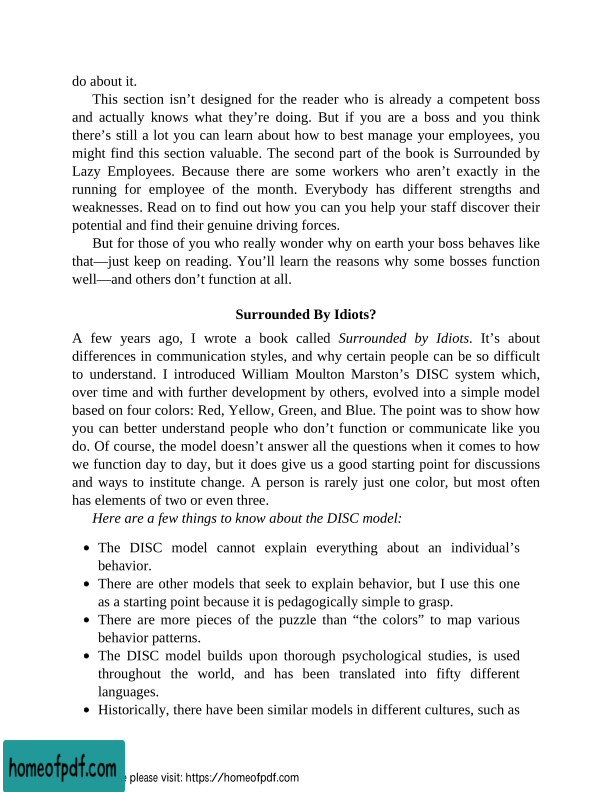 do about it.
This section isn’t designed for the reader who is already a competent boss
and actually knows what they’re doing. But if you are a boss and you think
there’s still a lot you can learn about how to best manage your employees, you
might find this section valuable. The second part of the book is Surrounded by
Lazy Employees. Because there are some workers who aren’t exactly in the
running for employee of the month. Everybody has different strengths and
weaknesses. Read on to find out how you can you help your staff discover their
potential and find their genuine driving forces.
But for those of you who really wonder why on earth your boss behaves like
that—just keep on reading. You’ll learn the reasons why some bosses function
well—and others don’t function at all.
Surrounded By Idiots?
A few years ago, I wrote a book called Surrounded by Idiots. It’s about
differences in communication styles, and why certain people can be so difficult
to understand. I introduced William Moulton Marston’s DISC system which,
over time and with further development by others, evolved into a simple model
based on four colors: Red, Yellow, Green, and Blue. The point was to show how
you can better understand people who don’t function or communicate like you
do. Of course, the model doesn’t answer all the questions when it comes to how
we function day to day, but it does give us a good starting point for discussions
and ways to institute change. A person is rarely just one color, but most often
has elements of two or even three.
Here are a few things to know about the DISC model:
• The DISC model cannot explain everything about an individual’s
behavior.
• There are other models that seek to explain behavior, but I use this one
as a starting point because it is pedagogically simple to grasp.
• There are more pieces of the puzzle than “the colors” to map various
behavior patterns.
• The DISC model builds upon thorough psychological studies, is used
throughout the world, and has been translated into fifty different
languages.
• Historically, there have been similar models in different cultures, such as
homeofpdf.com
please visit: https://homeofpdf.com